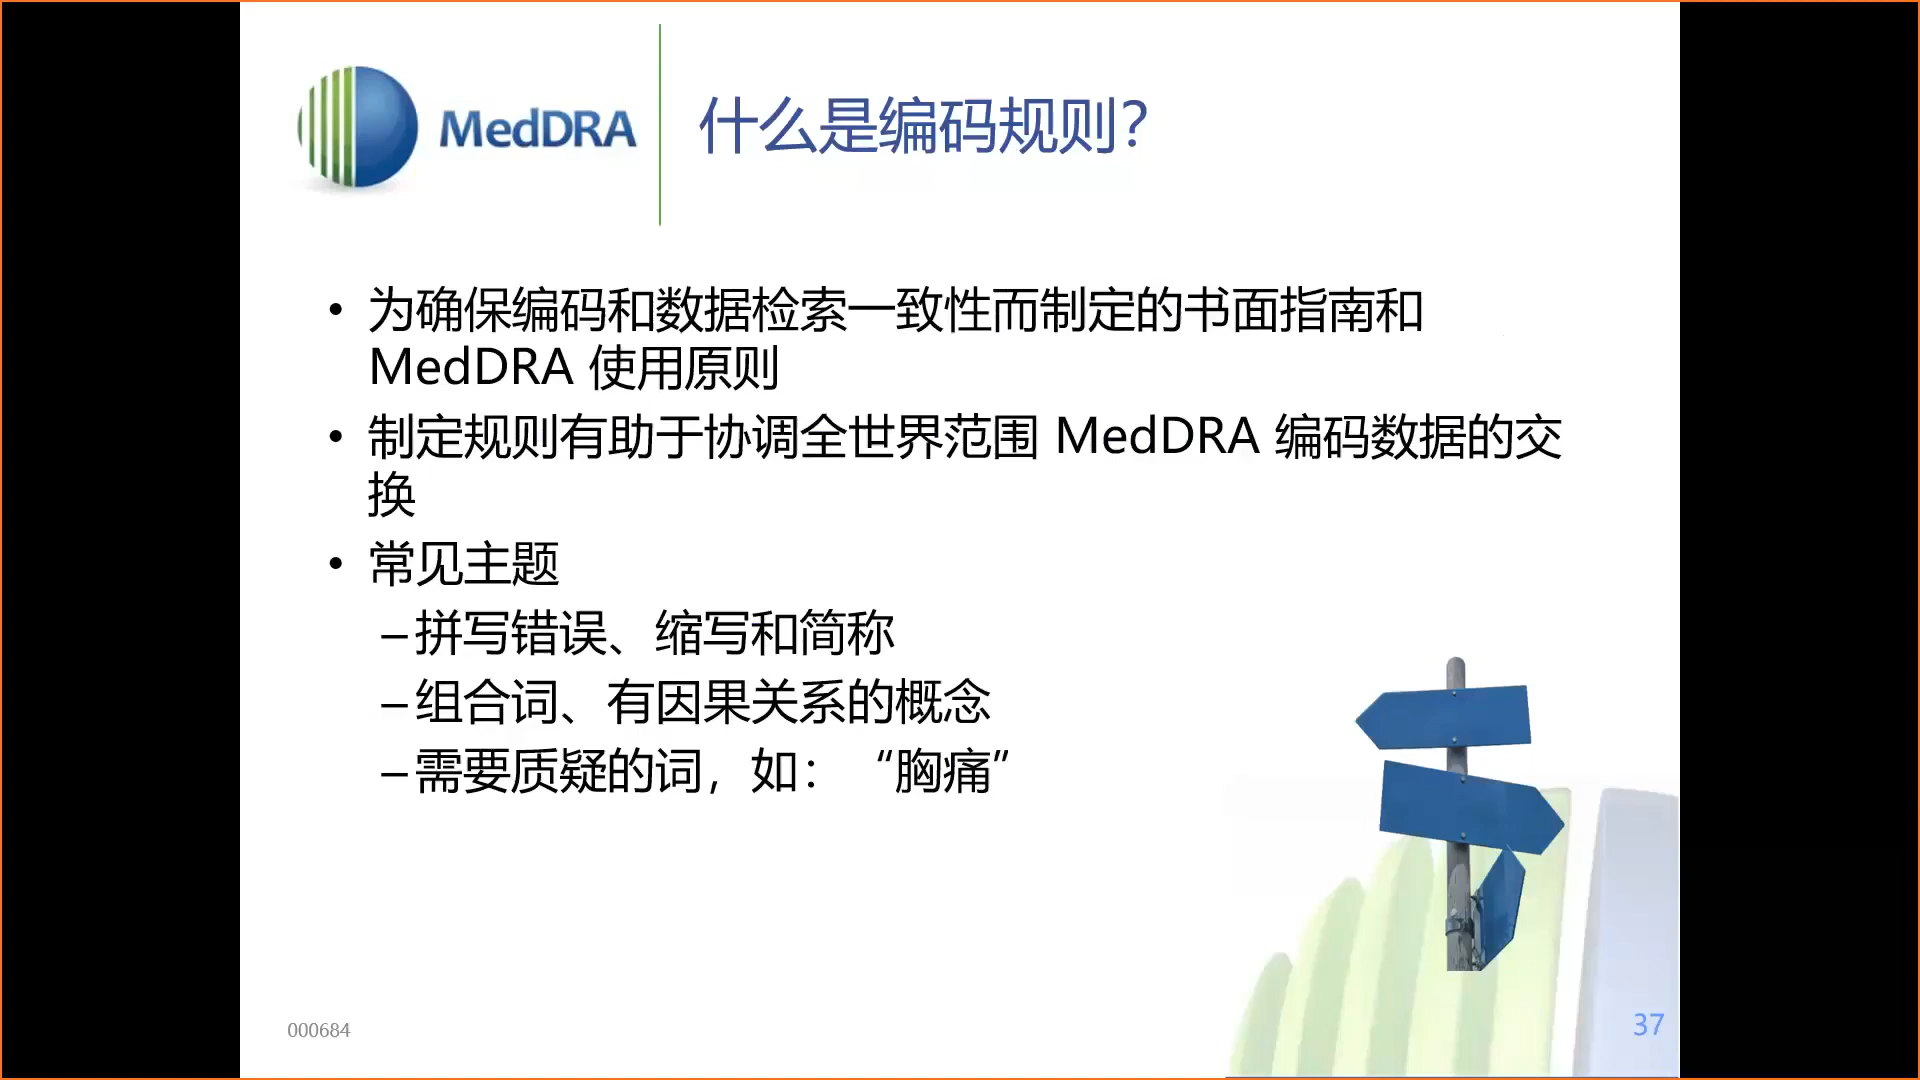 MedDRA
什么是编码规则？
• 为确保编码和数据检索一致性而制定的书面指南和
MedDRA 使用原则
• 制定规则有助于协调全世界范围 MedDRA 编码数据的交
换
• 常见主题
–拼写错误、缩写和简称
–组合词、有因果关系的概念
–需要质疑的词，如：“胸痛”
000684
37